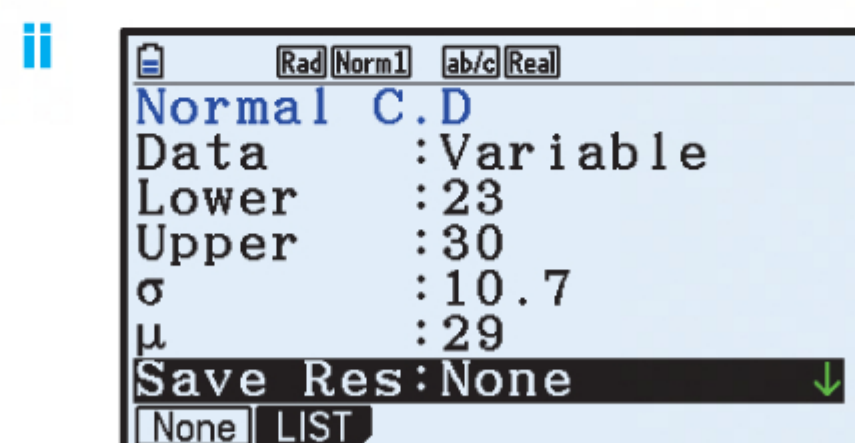 ii
Rad Norm1 ab/c Real
Normal C.D
Data :Variable
Lower :23
Upper :30
σ :10.7
μ :29
Save Res:None ↓
None LIST